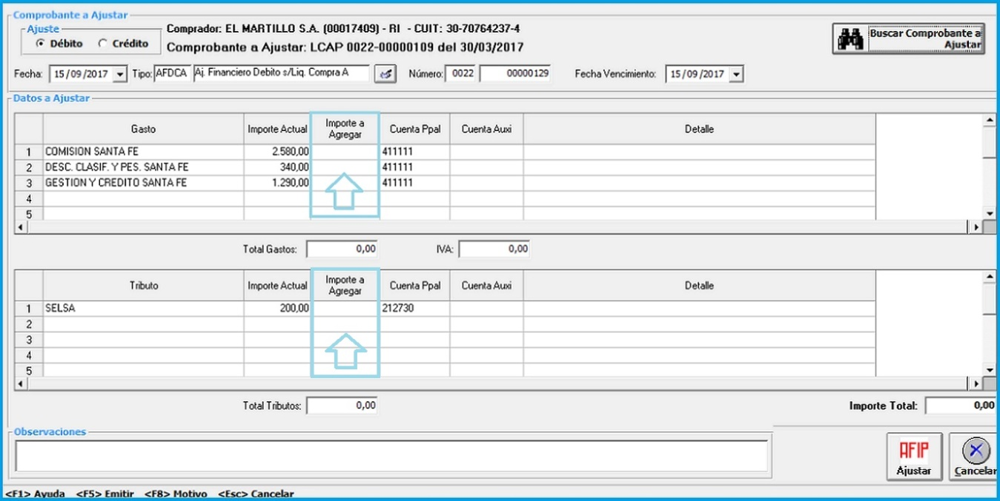 Comprobante a Ajustar
Ajuste
Débito Crédito
Comprador: EL MARTILLO S.A. (00017409) - RI - CUIT: 30-70764237-4
Comprobante a Ajustar: LCAP 0022-00000109 del 30/03/2017
Buscar Comprobante a
Ajustar
Fecha: 15/09/2017 Tipo: AFDCA Aj. Financiero Debito s/Liq. Compra A Número: 0022 00000129 Fecha Vencimiento: 15/09/2017
Datos a Ajustar
Gasto Importe Actual Importe a Agregar Cuenta Ppal Cuenta Auxi Detalle
1 COMISION SANTA FE 2.580,00 411111
2 DESC. CLASIF. Y PES. SANTA FE 340,00 411111
3 GESTION Y CREDITO SANTA FE 1.290,00 411111
4
5
Total Gastos: 0,00 IVA: 0,00
Tributo Importe Actual Importe a Agregar Cuenta Ppal Cuenta Auxi Detalle
1 SELSA 200,00 212730
2
3
4
5
Total Tributos: 0,00 Importe Total: 0,00
Observaciones
AFIP
Ajustar
Cancelar
<F1> Ayuda <F5> Emitir <F8> Motivo <Esc> Cancelar